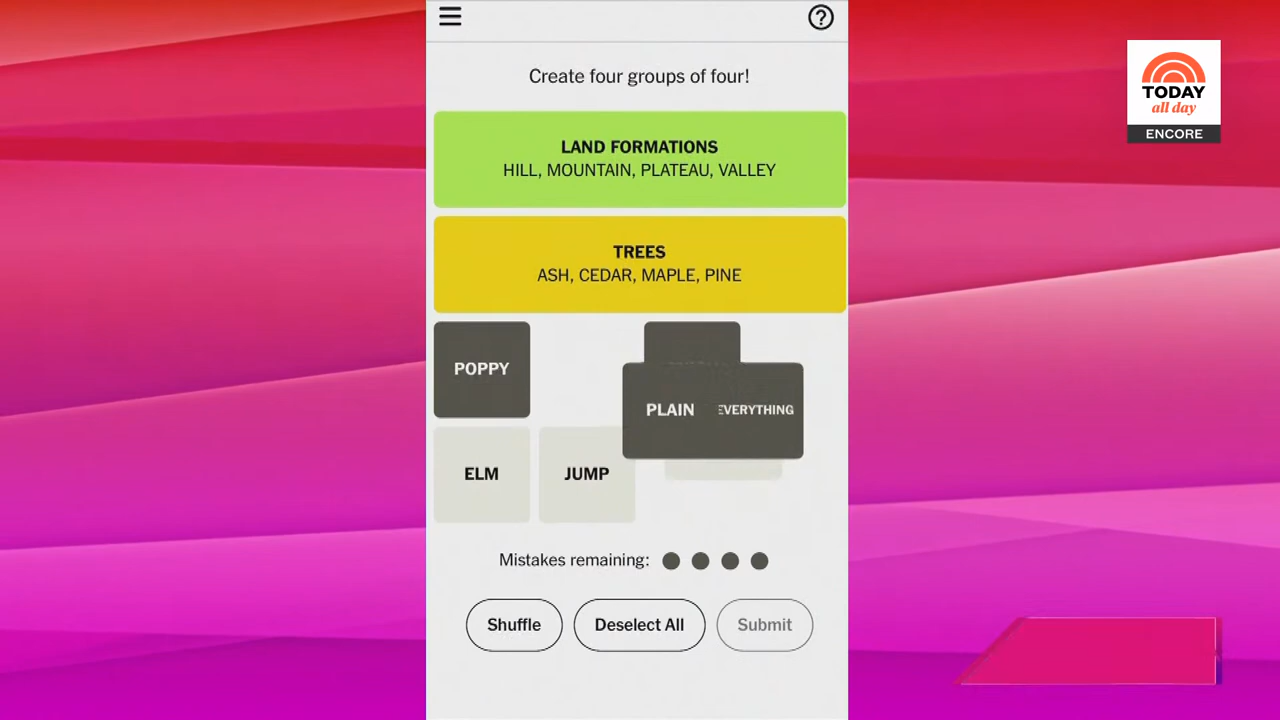 Create four groups of four!
TODAY
all day
ENCORE
LAND FORMATIONS
HILL, MOUNTAIN, PLATEAU, VALLEY
TREES
ASH, CEDAR, MAPLE, PINE
POPPY
PLAIN
EVERYTHING
ELM
JUMP
Mistakes remaining:
Shuffle
Deselect All
Submit